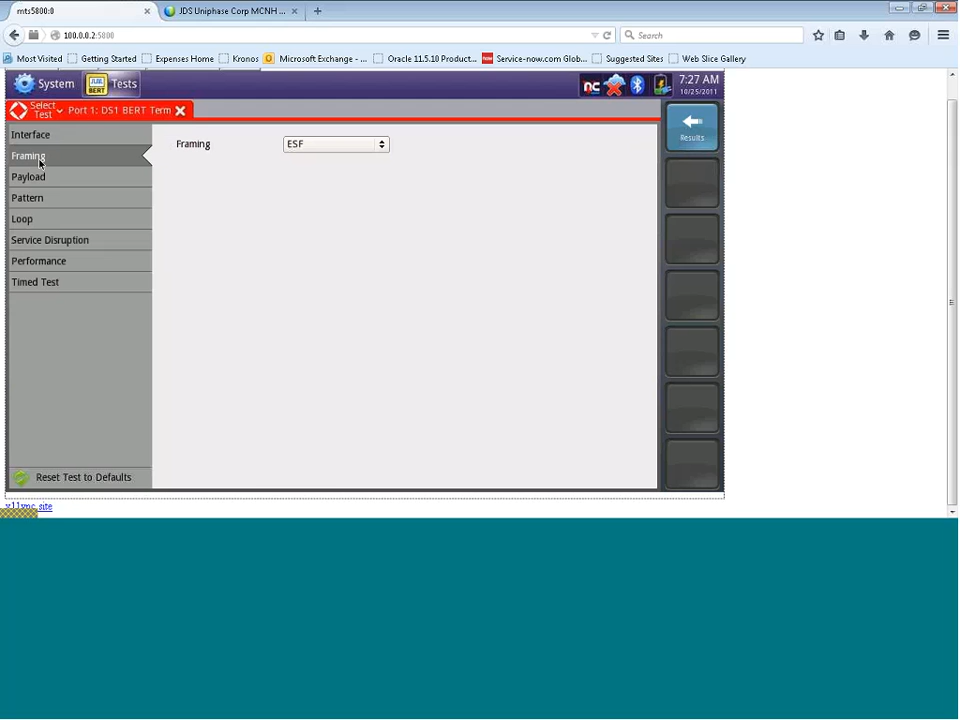 mts5800:0
JDS Uniphase Corp MCNH ...
100.0.0.2:5800
Search
Most Visited
Getting Started
Expenses Home
Kronos
Microsoft Exchange - ...
Oracle 11.5.10 Product...
Service-now.com Glob...
Suggested Sites
Web Slice Gallery
System
Tests
7:27 AM
10/25/2011
Select
Test
Port 1: DS1 BERT Term
Interface
Framing
Payload
Pattern
Loop
Service Disruption
Performance
Timed Test
Reset Test to Defaults
Framing
ESF
Results
x11vnc site